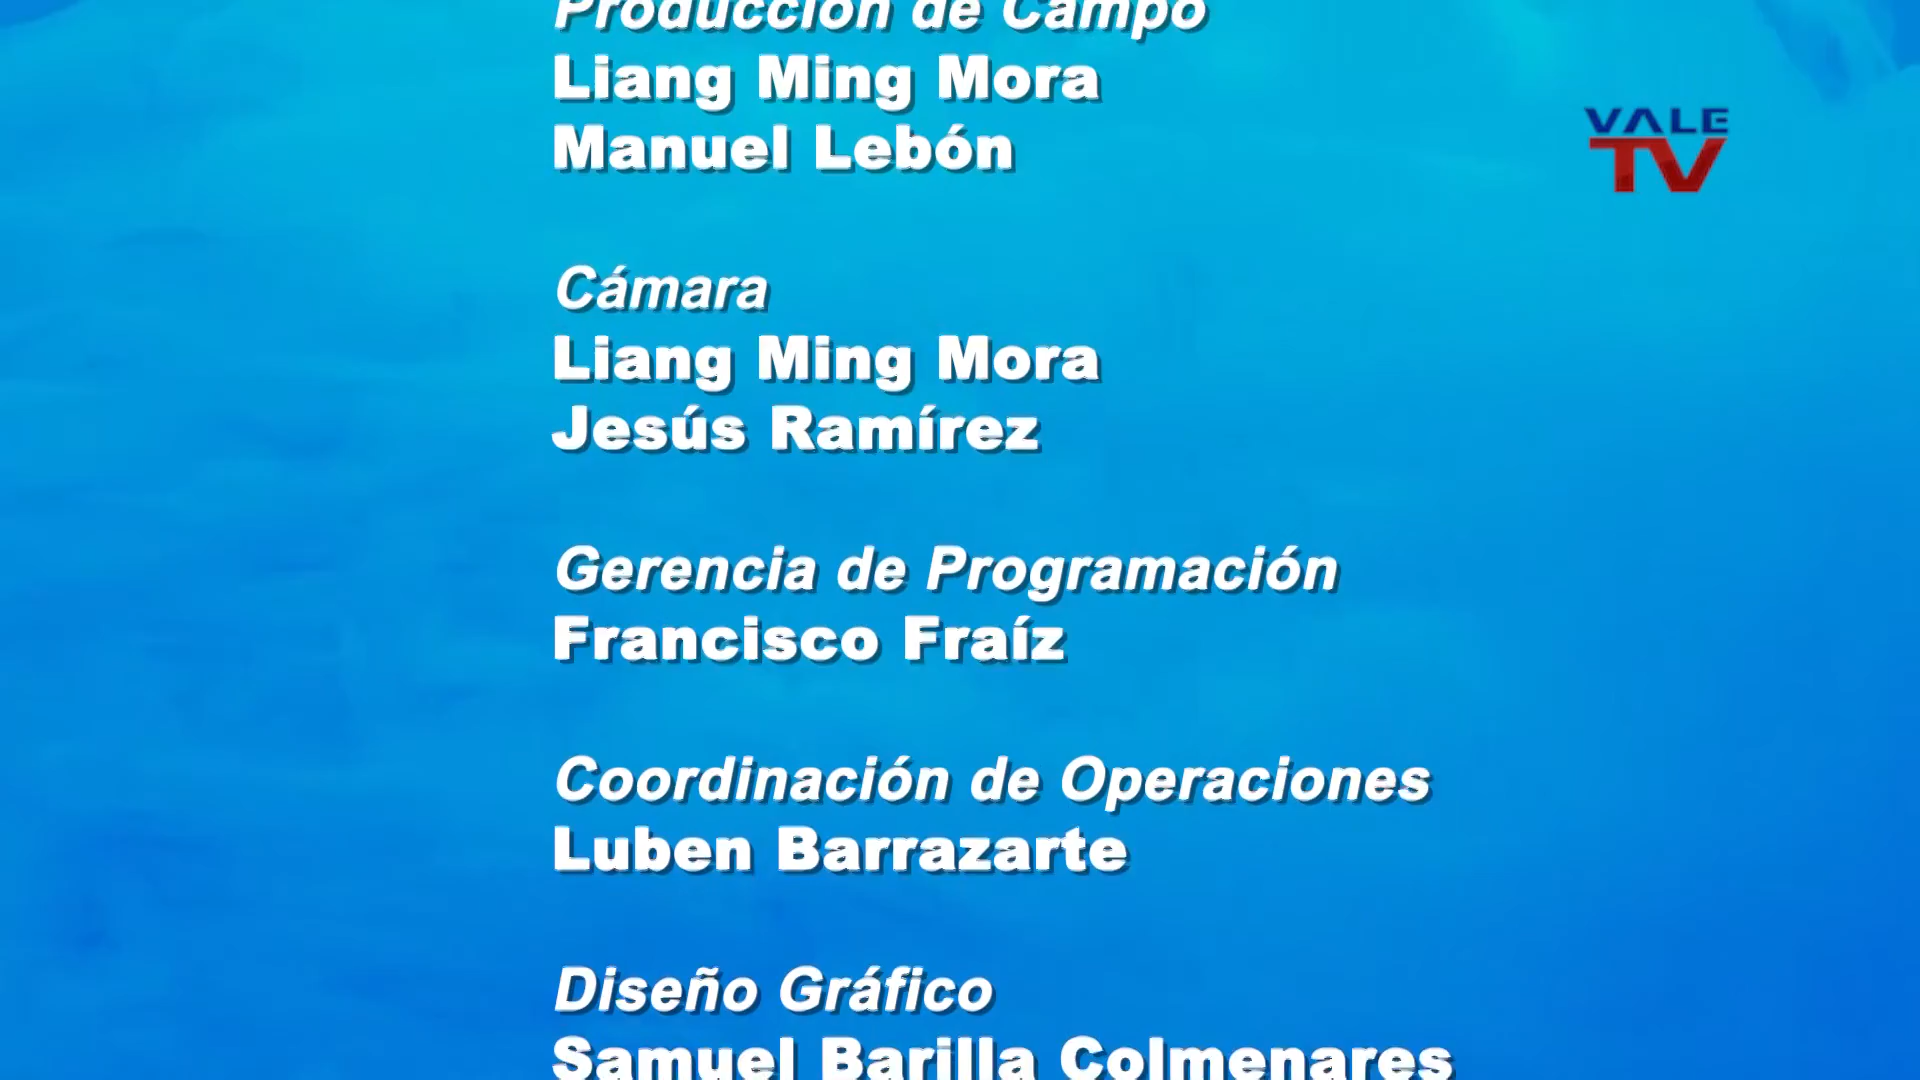 Producción de Campo
Liang Ming Mora
Manuel Lebón
VALE
TV
Cámara
Liang Ming Mora
Jesús Ramírez
Gerencia de Programación
Francisco Fraíz
Coordinación de Operaciones
Luben Barrazarte
Diseño Gráfico
Samuel Barilla Colmenares